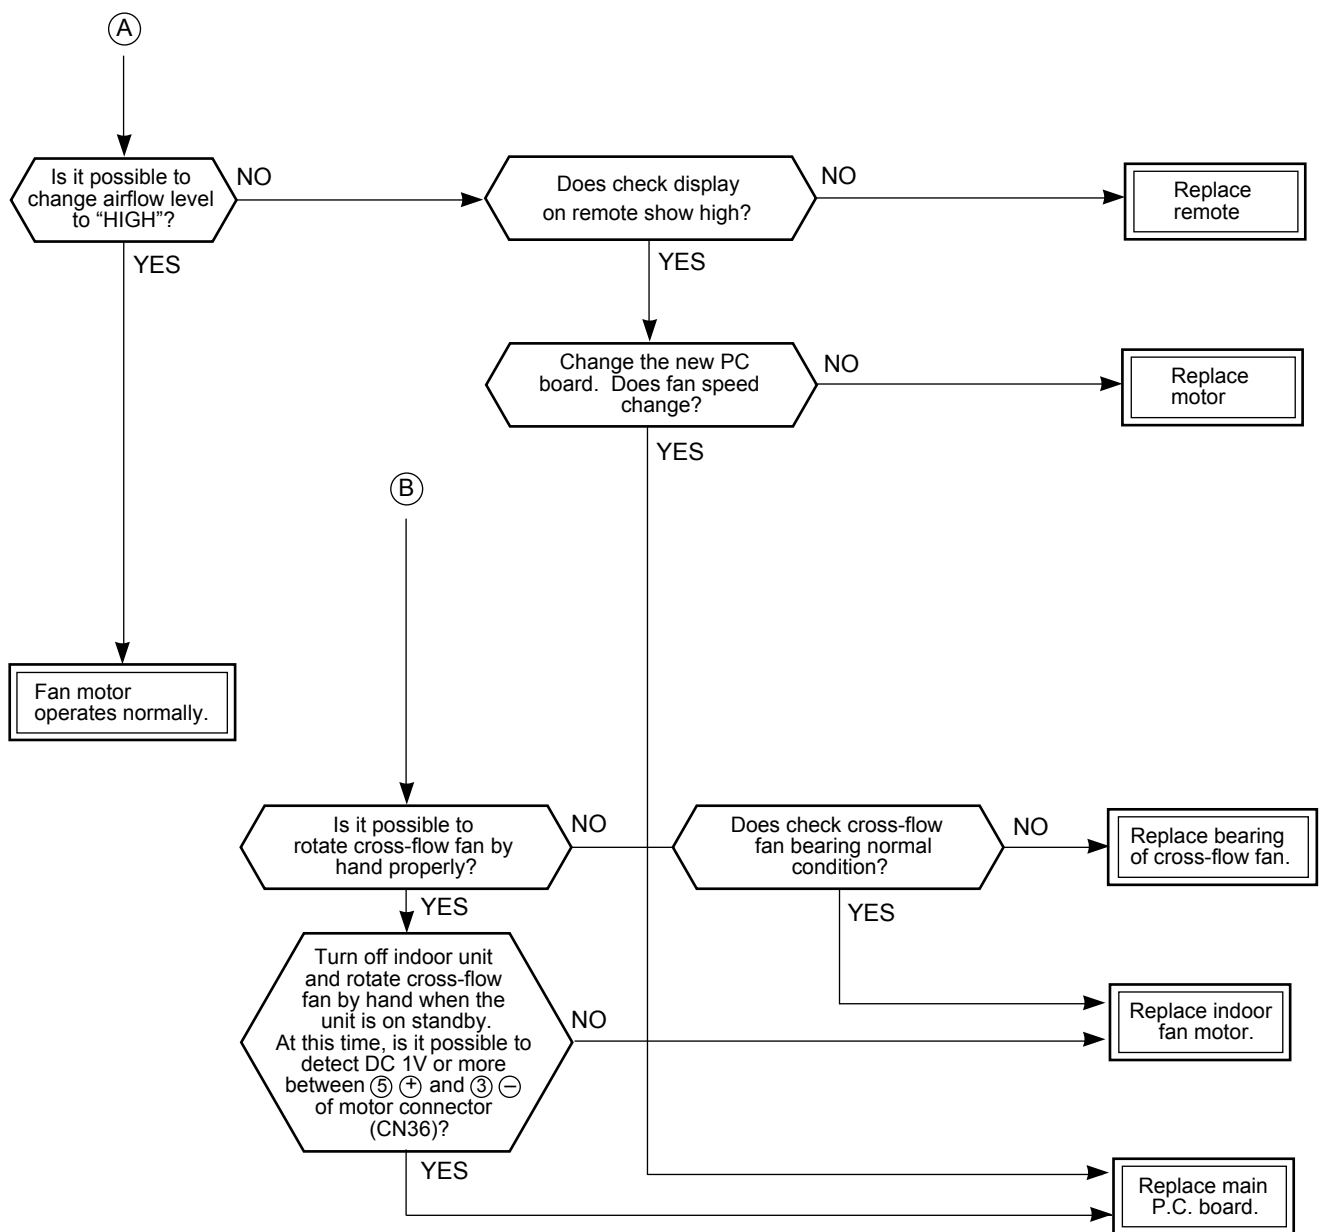 A
Is it possible to
change airflow level
to “HIGH”?
NO
YES
Does check display
on remote show high?
NO
YES
Replace
remote
Change the new PC
board.  Does fan speed
change?
NO
YES
Replace
motor
B
Fan motor
operates normally.
Is it possible to
rotate cross-flow fan by
hand properly?
NO
YES
Does check cross-flow
fan bearing normal
condition?
NO
YES
Replace bearing
of cross-flow fan.
Turn off indoor unit
and rotate cross-flow
fan by hand when the
unit is on standby.
At this time, is it possible to
detect DC 1V or more
between ⑤ ⊕ and ③ ⊖
of motor connector
(CN36)?
NO
YES
Replace indoor
fan motor.
Replace main
P.C. board.